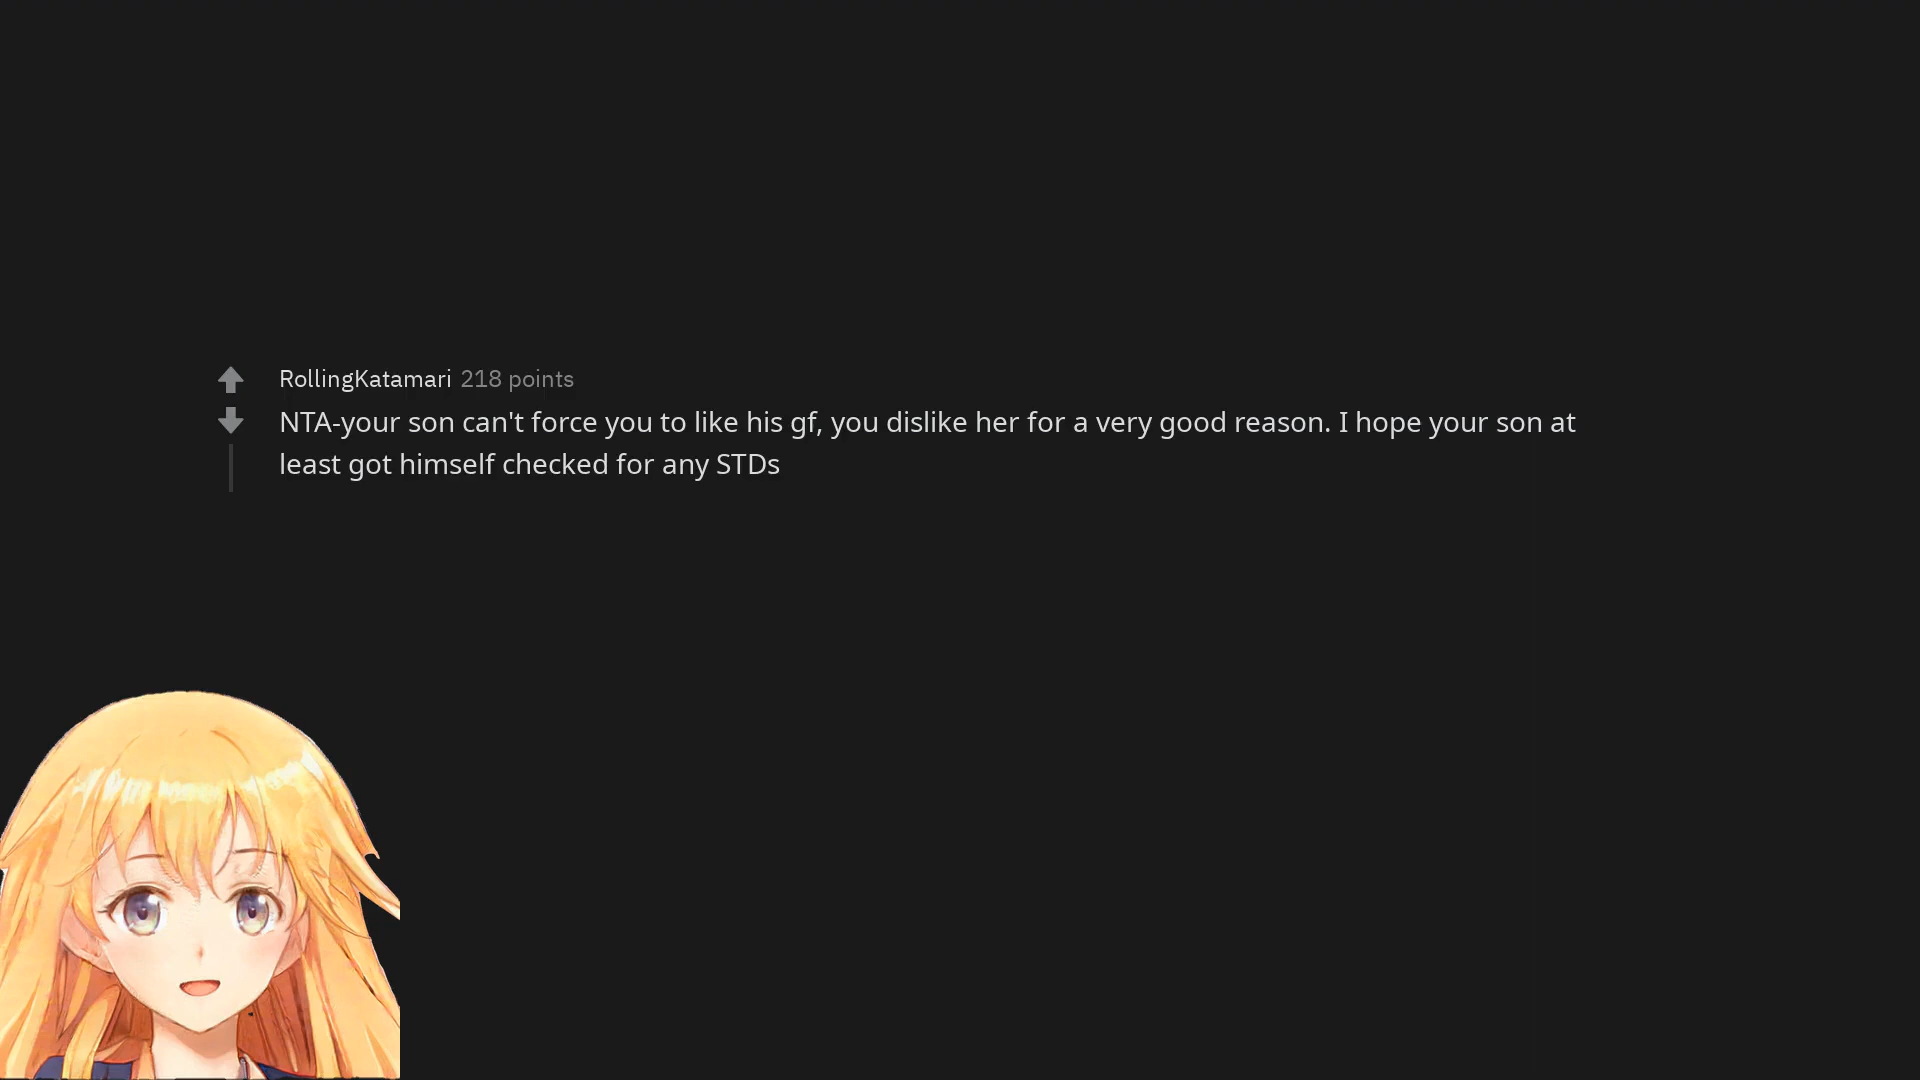 RollingKatamari 218 points
NTA-your son can't force you to like his gf, you dislike her for a very good reason. I hope your son at
least got himself checked for any STDs